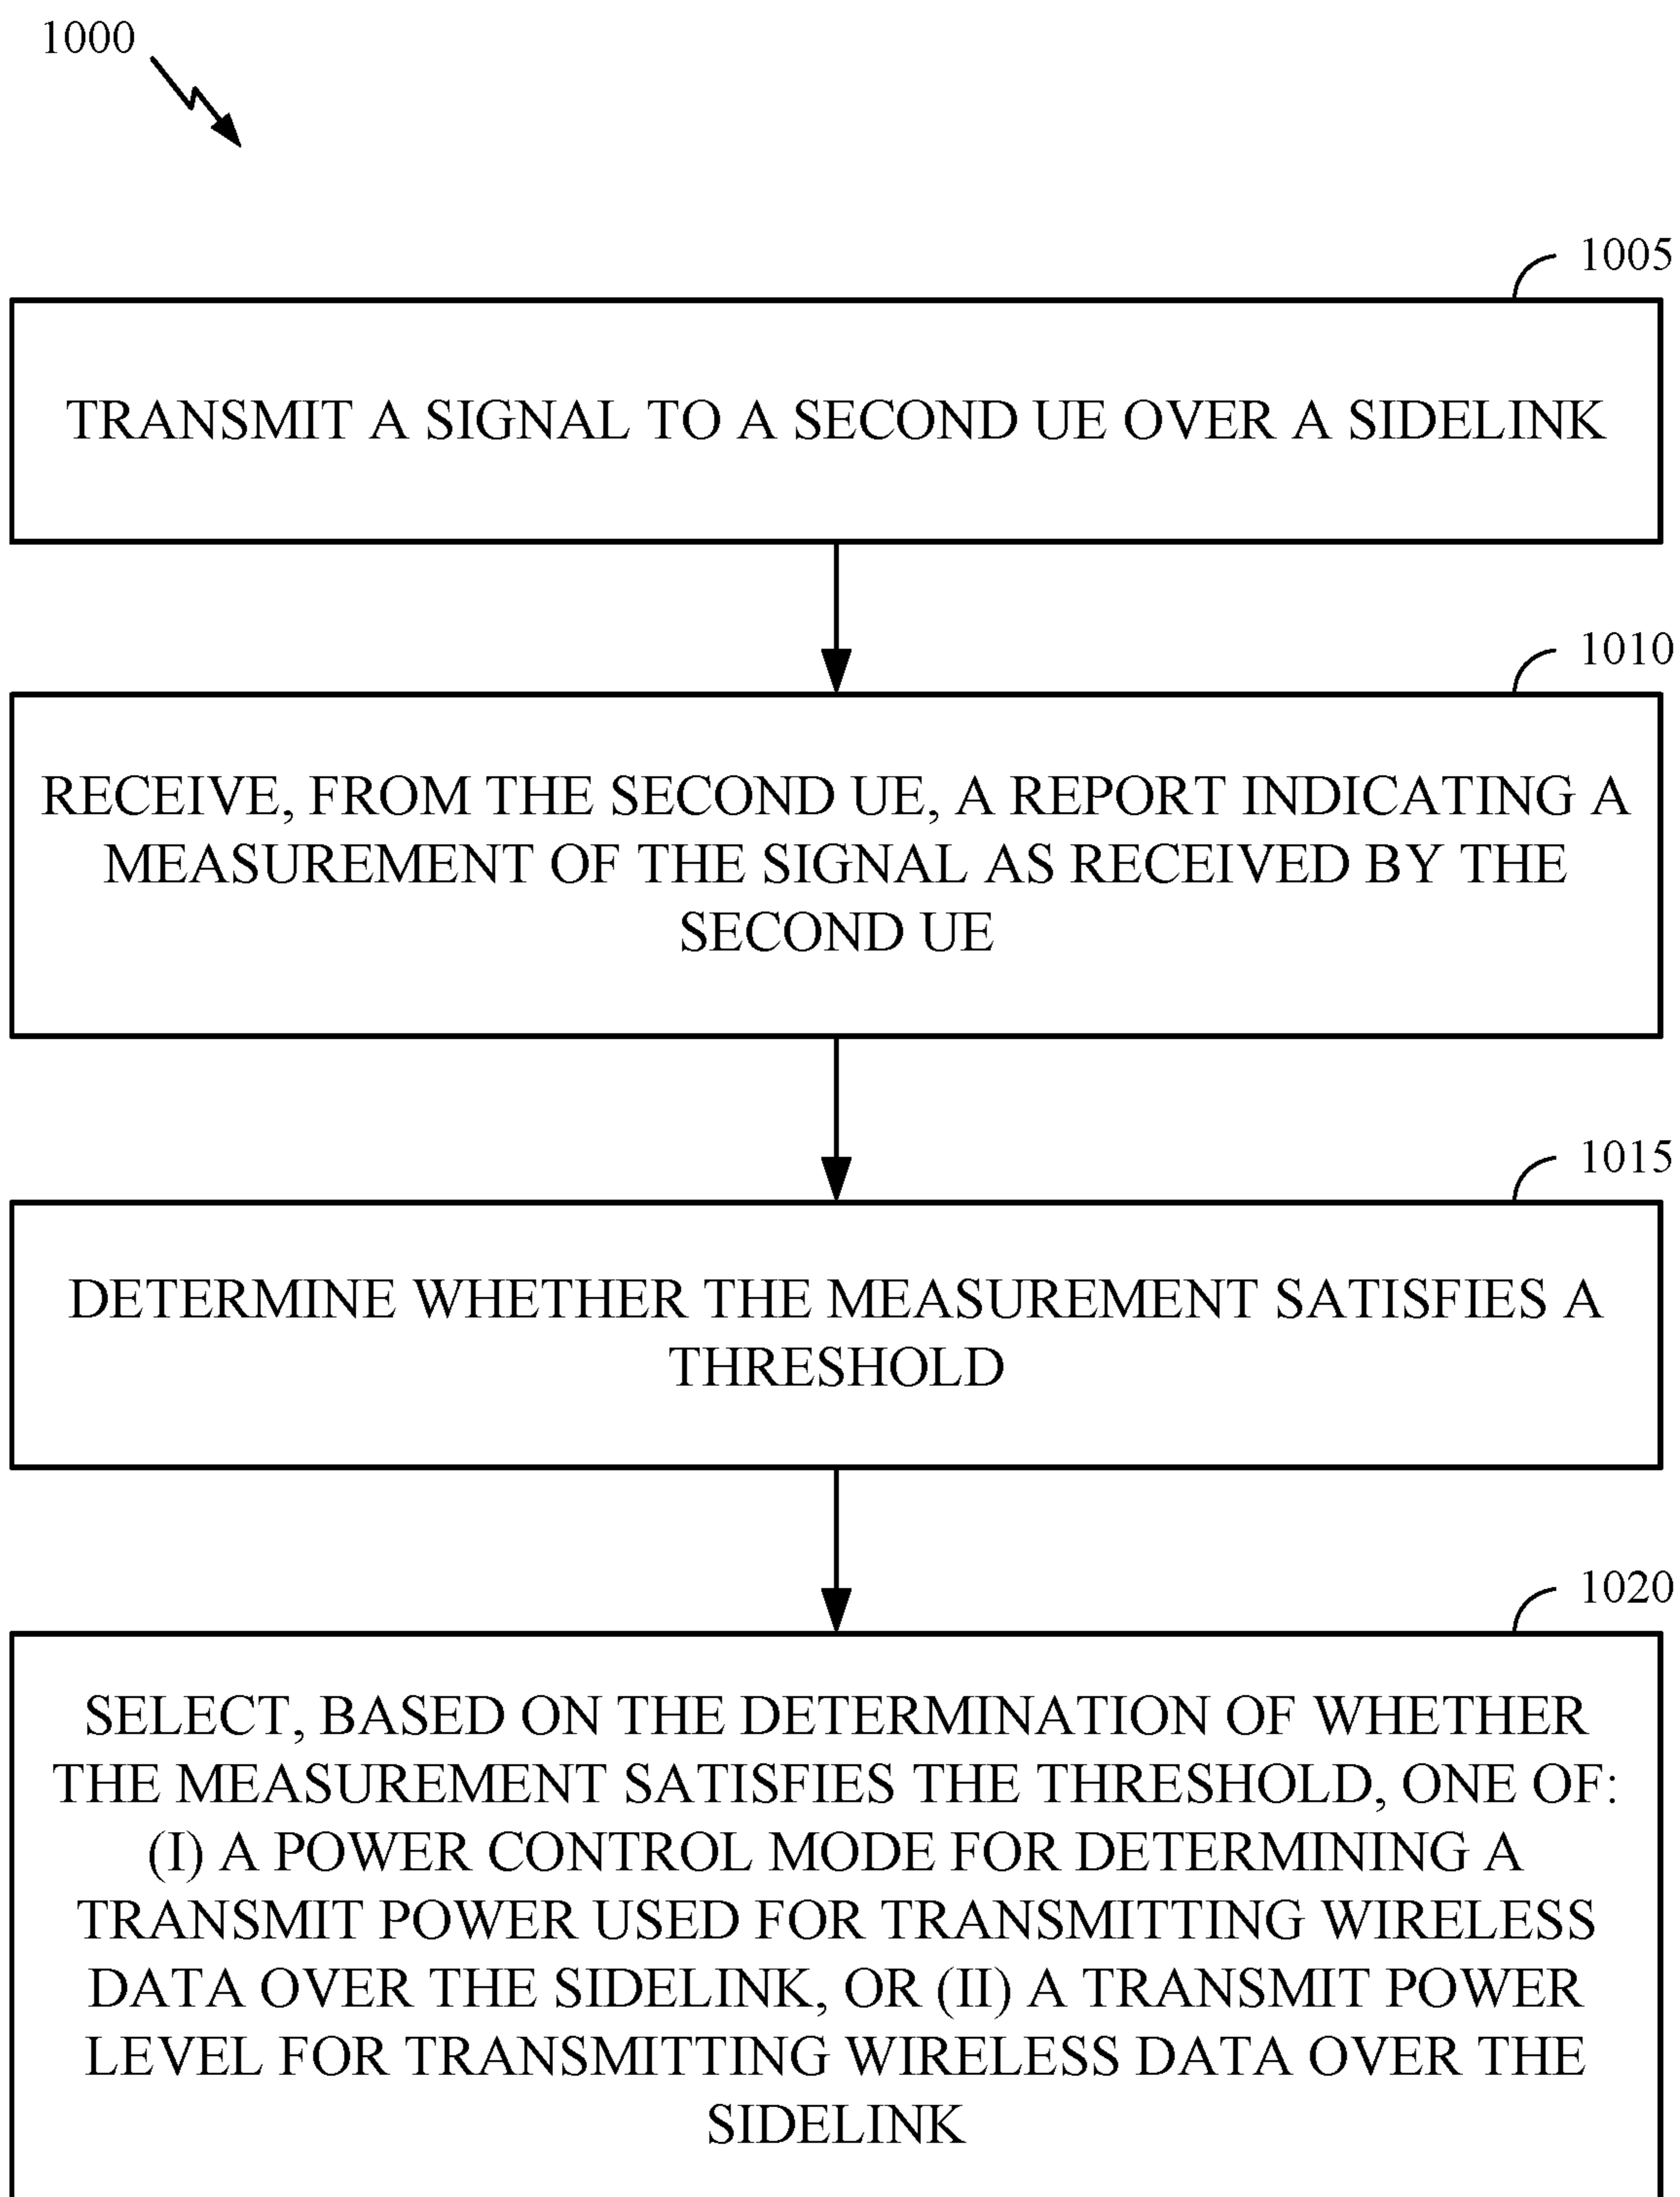 1000
1005
TRANSMIT A SIGNAL TO A SECOND UE OVER A SIDELINK
1010
RECEIVE, FROM THE SECOND UE, A REPORT INDICATING A
MEASUREMENT OF THE SIGNAL AS RECEIVED BY THE
SECOND UE
1015
DETERMINE WHETHER THE MEASUREMENT SATISFIES A
THRESHOLD
1020
SELECT, BASED ON THE DETERMINATION OF WHETHER
THE MEASUREMENT SATISFIES THE THRESHOLD, ONE OF:
(I) A POWER CONTROL MODE FOR DETERMINING A
TRANSMIT POWER USED FOR TRANSMITTING WIRELESS
DATA OVER THE SIDELINK, OR (II) A TRANSMIT POWER
LEVEL FOR TRANSMITTING WIRELESS DATA OVER THE
SIDELINK